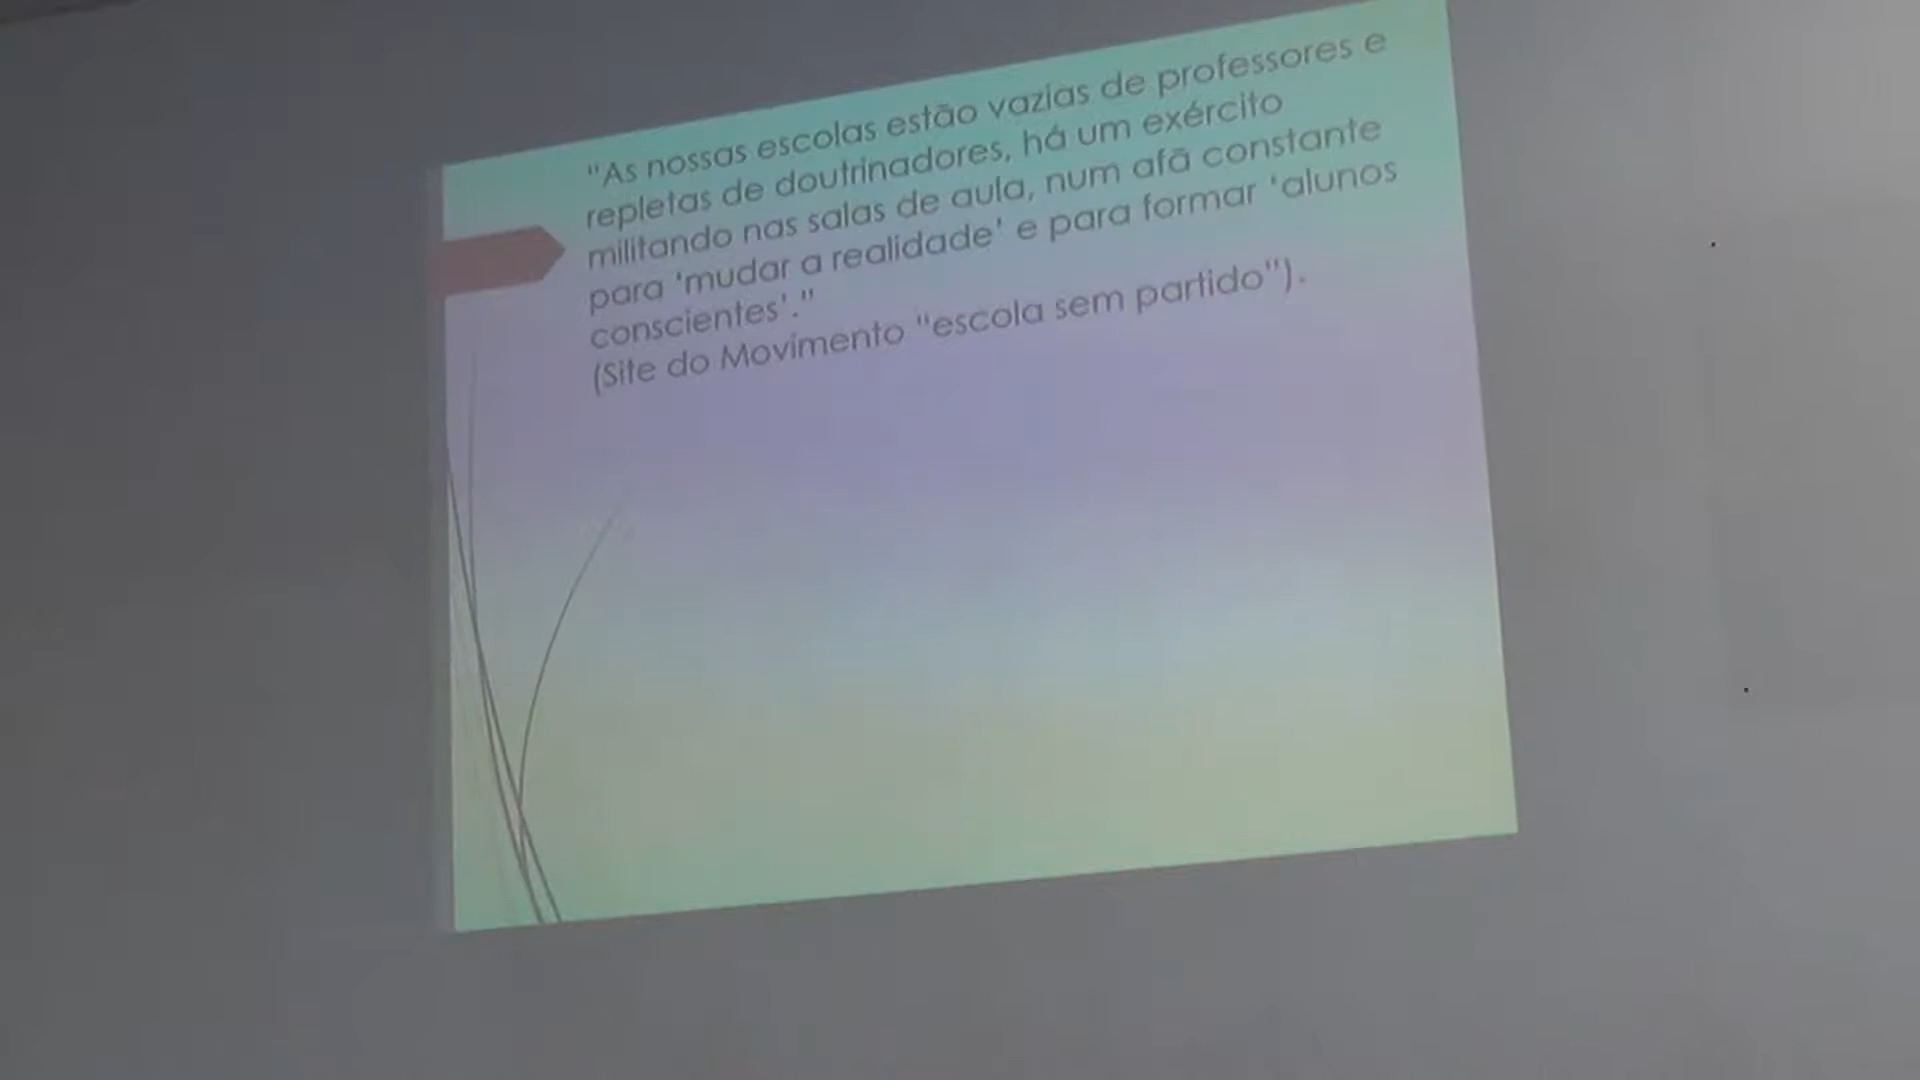 "As nossas escolas estão vazias de professores e
repletas de doutrinadores, há um exército
militando nas salas de aula, num afã constante
para 'mudar a realidade' e para formar 'alunos
conscientes'."
(Site do Movimento "escola sem partido").